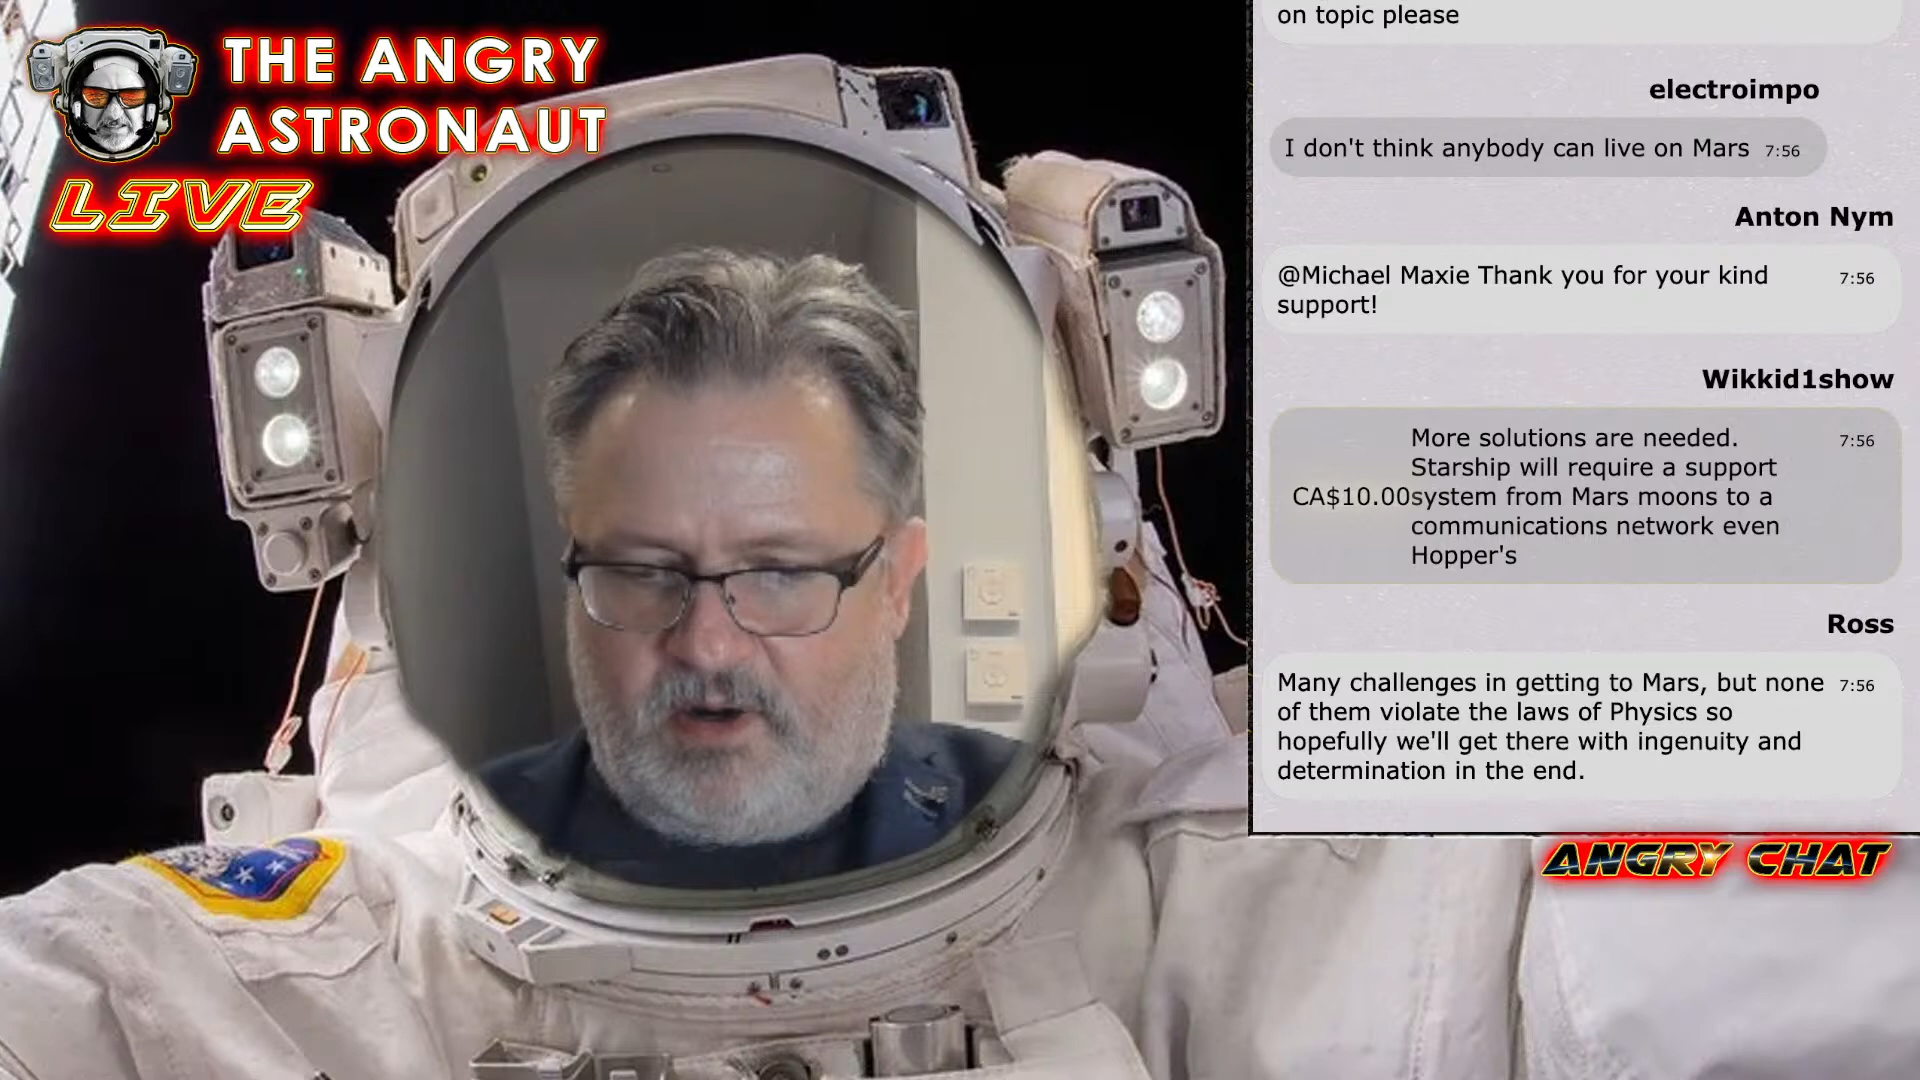 THE ANGRY
ASTRONAUT
LIVE
on topic please
electroimpo
I don't think anybody can live on Mars 7:56
Anton Nym
@Michael Maxie Thank you for your kind 7:56
support!
Wikkid1show
More solutions are needed. 7:56
Starship will require a support
CA$10.00 system from Mars moons to a
communications network even
Hopper's
Ross
Many challenges in getting to Mars, but none 7:56
of them violate the laws of Physics so
hopefully we'll get there with ingenuity and
determination in the end.
ANGRY CHAT